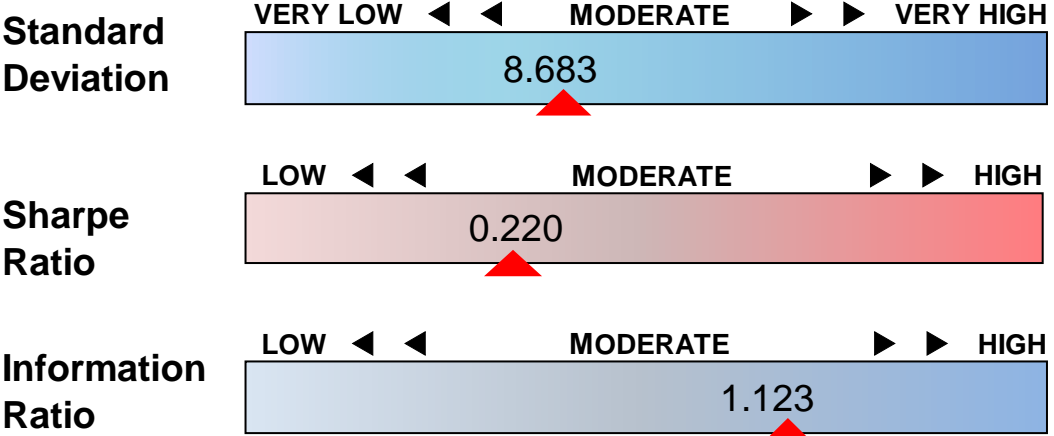 VERY LOW ◀ ◀ MODERATE ▶ ▶ VERY HIGH
Standard
Deviation
8.683
LOW ◀ ◀ MODERATE ▶ ▶ HIGH
Sharpe
Ratio
0.220
LOW ◀ ◀ MODERATE ▶ ▶ HIGH
Information
Ratio
1.123